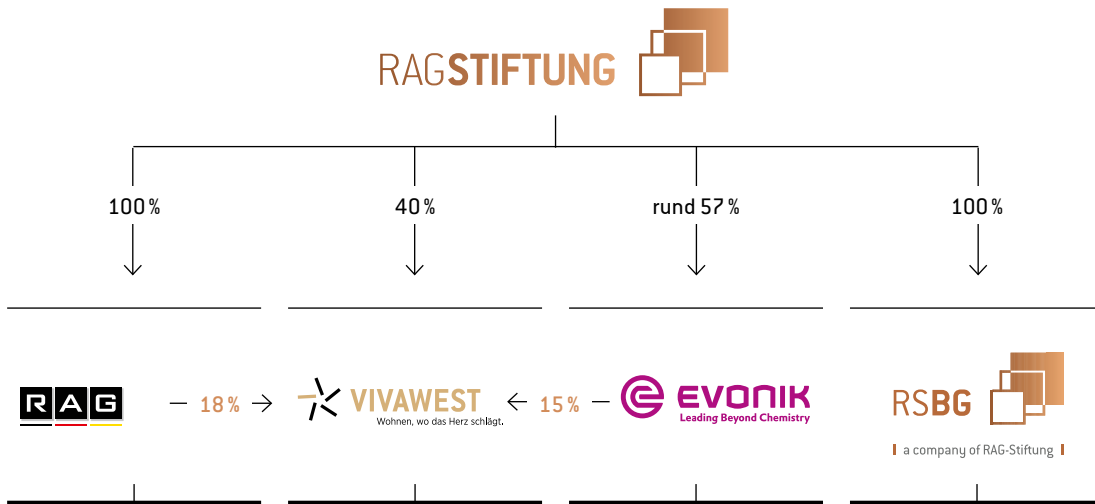 RAGSTIFTUNG
100 %
40 %
rund 57 %
100 %
RAG
18 %
VIVAWEST
Wohnen, wo das Herz schlägt.
15 %
EVONIK
Leading Beyond Chemistry
RSBG
a company of RAG-Stiftung